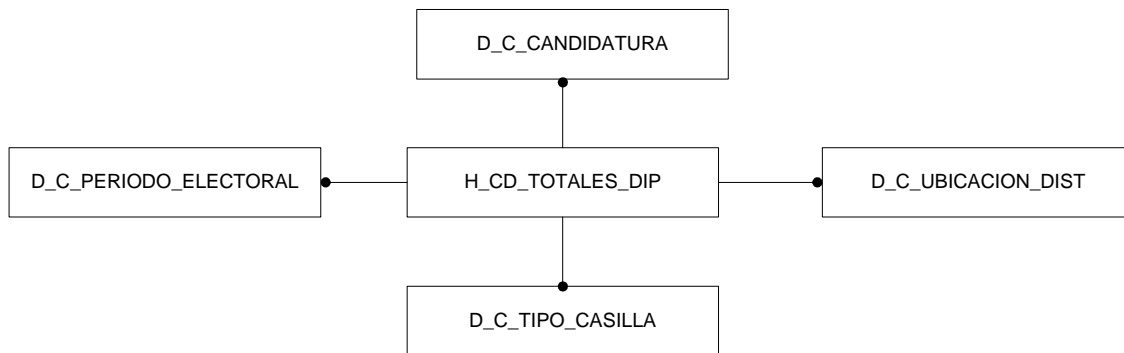 D_C_CANDIDATURA
D_C_PERIODO_ELECTORAL
H_CD_TOTALES_DIP
D_C_UBICACION_DIST
D_C_TIPO_CASILLA